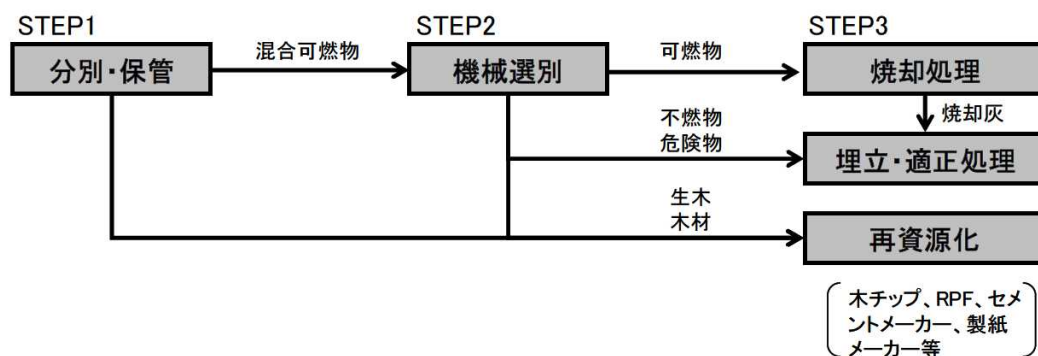 STEP1
STEP2
STEP3
分別・保管
混合可燃物
機械選別
可燃物
焼却処理
焼却灰
不燃物
危険物
埋立・適正処理
生木
木材
再資源化
木チップ、RPF、セメ
ントメーカー、製紙
メーカー等